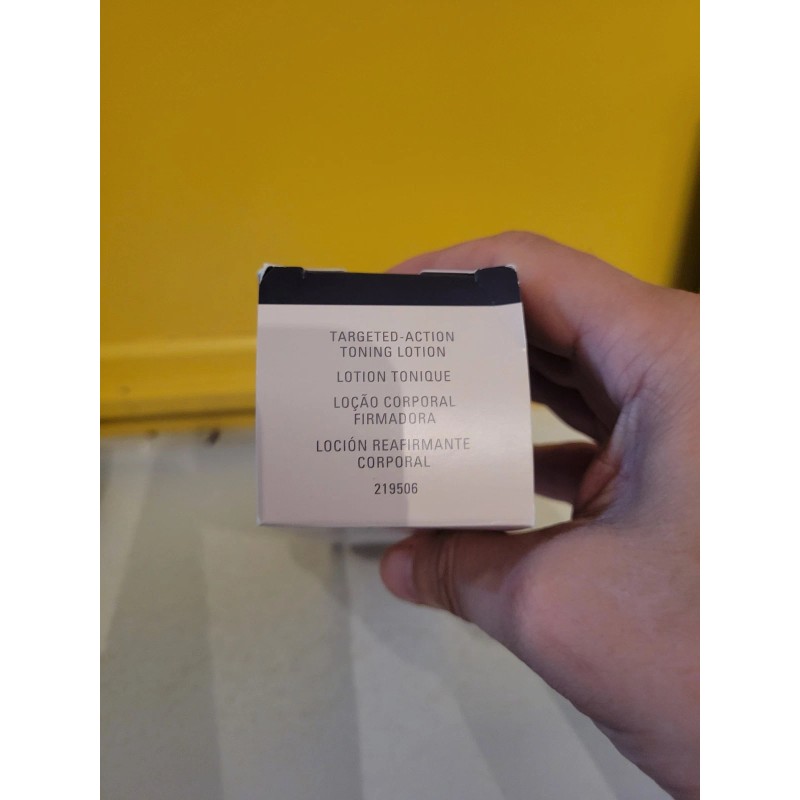 TARGETED-ACTION
TONING LOTION
LOTION TONIQUE
LOÇÃO CORPORAL
FIRMADORA
LOCIÓN REAFIRMANTE
CORPORAL
219506